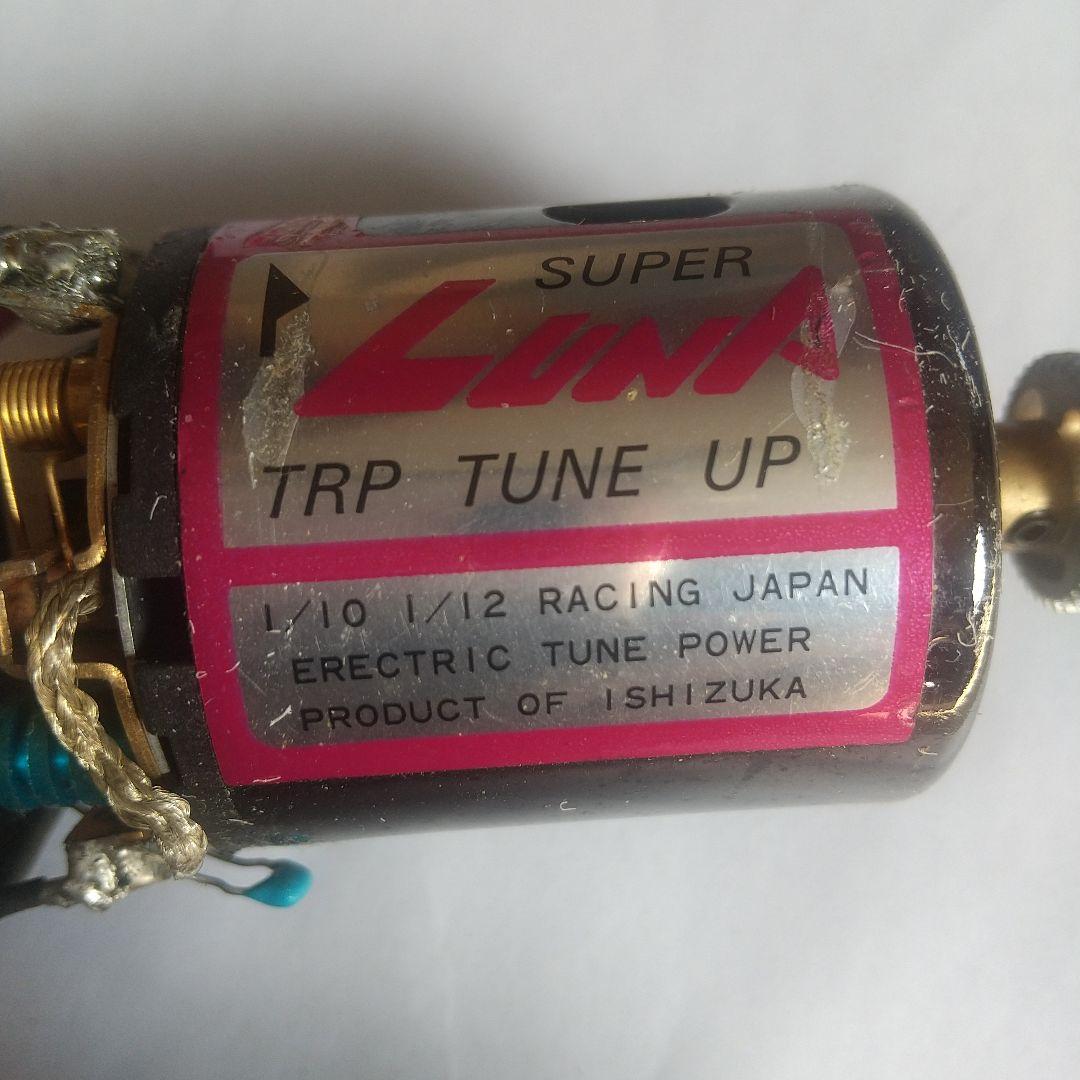 SUPER
LUNA
TRP TUNE UP
1/10 1/12 RACING JAPAN
ERECTRIC TUNE POWER
PRODUCT OF ISHIZUKA